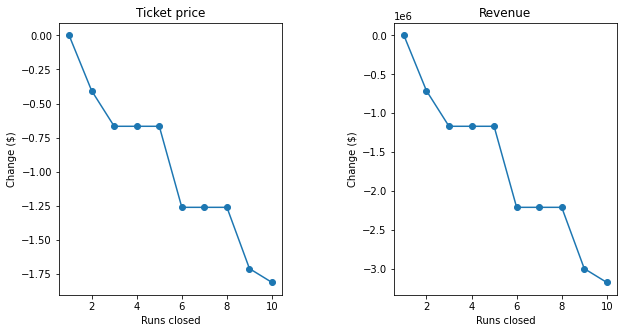 Ticket price
0.00
−0.25
−0.50
−0.75
−1.00
−1.25
−1.50
−1.75
Change ($)
2 4 6 8 10
Runs closed
Revenue
1e6
0.0
−0.5
−1.0
−1.5
−2.0
−2.5
−3.0
Change ($)
2 4 6 8 10
Runs closed